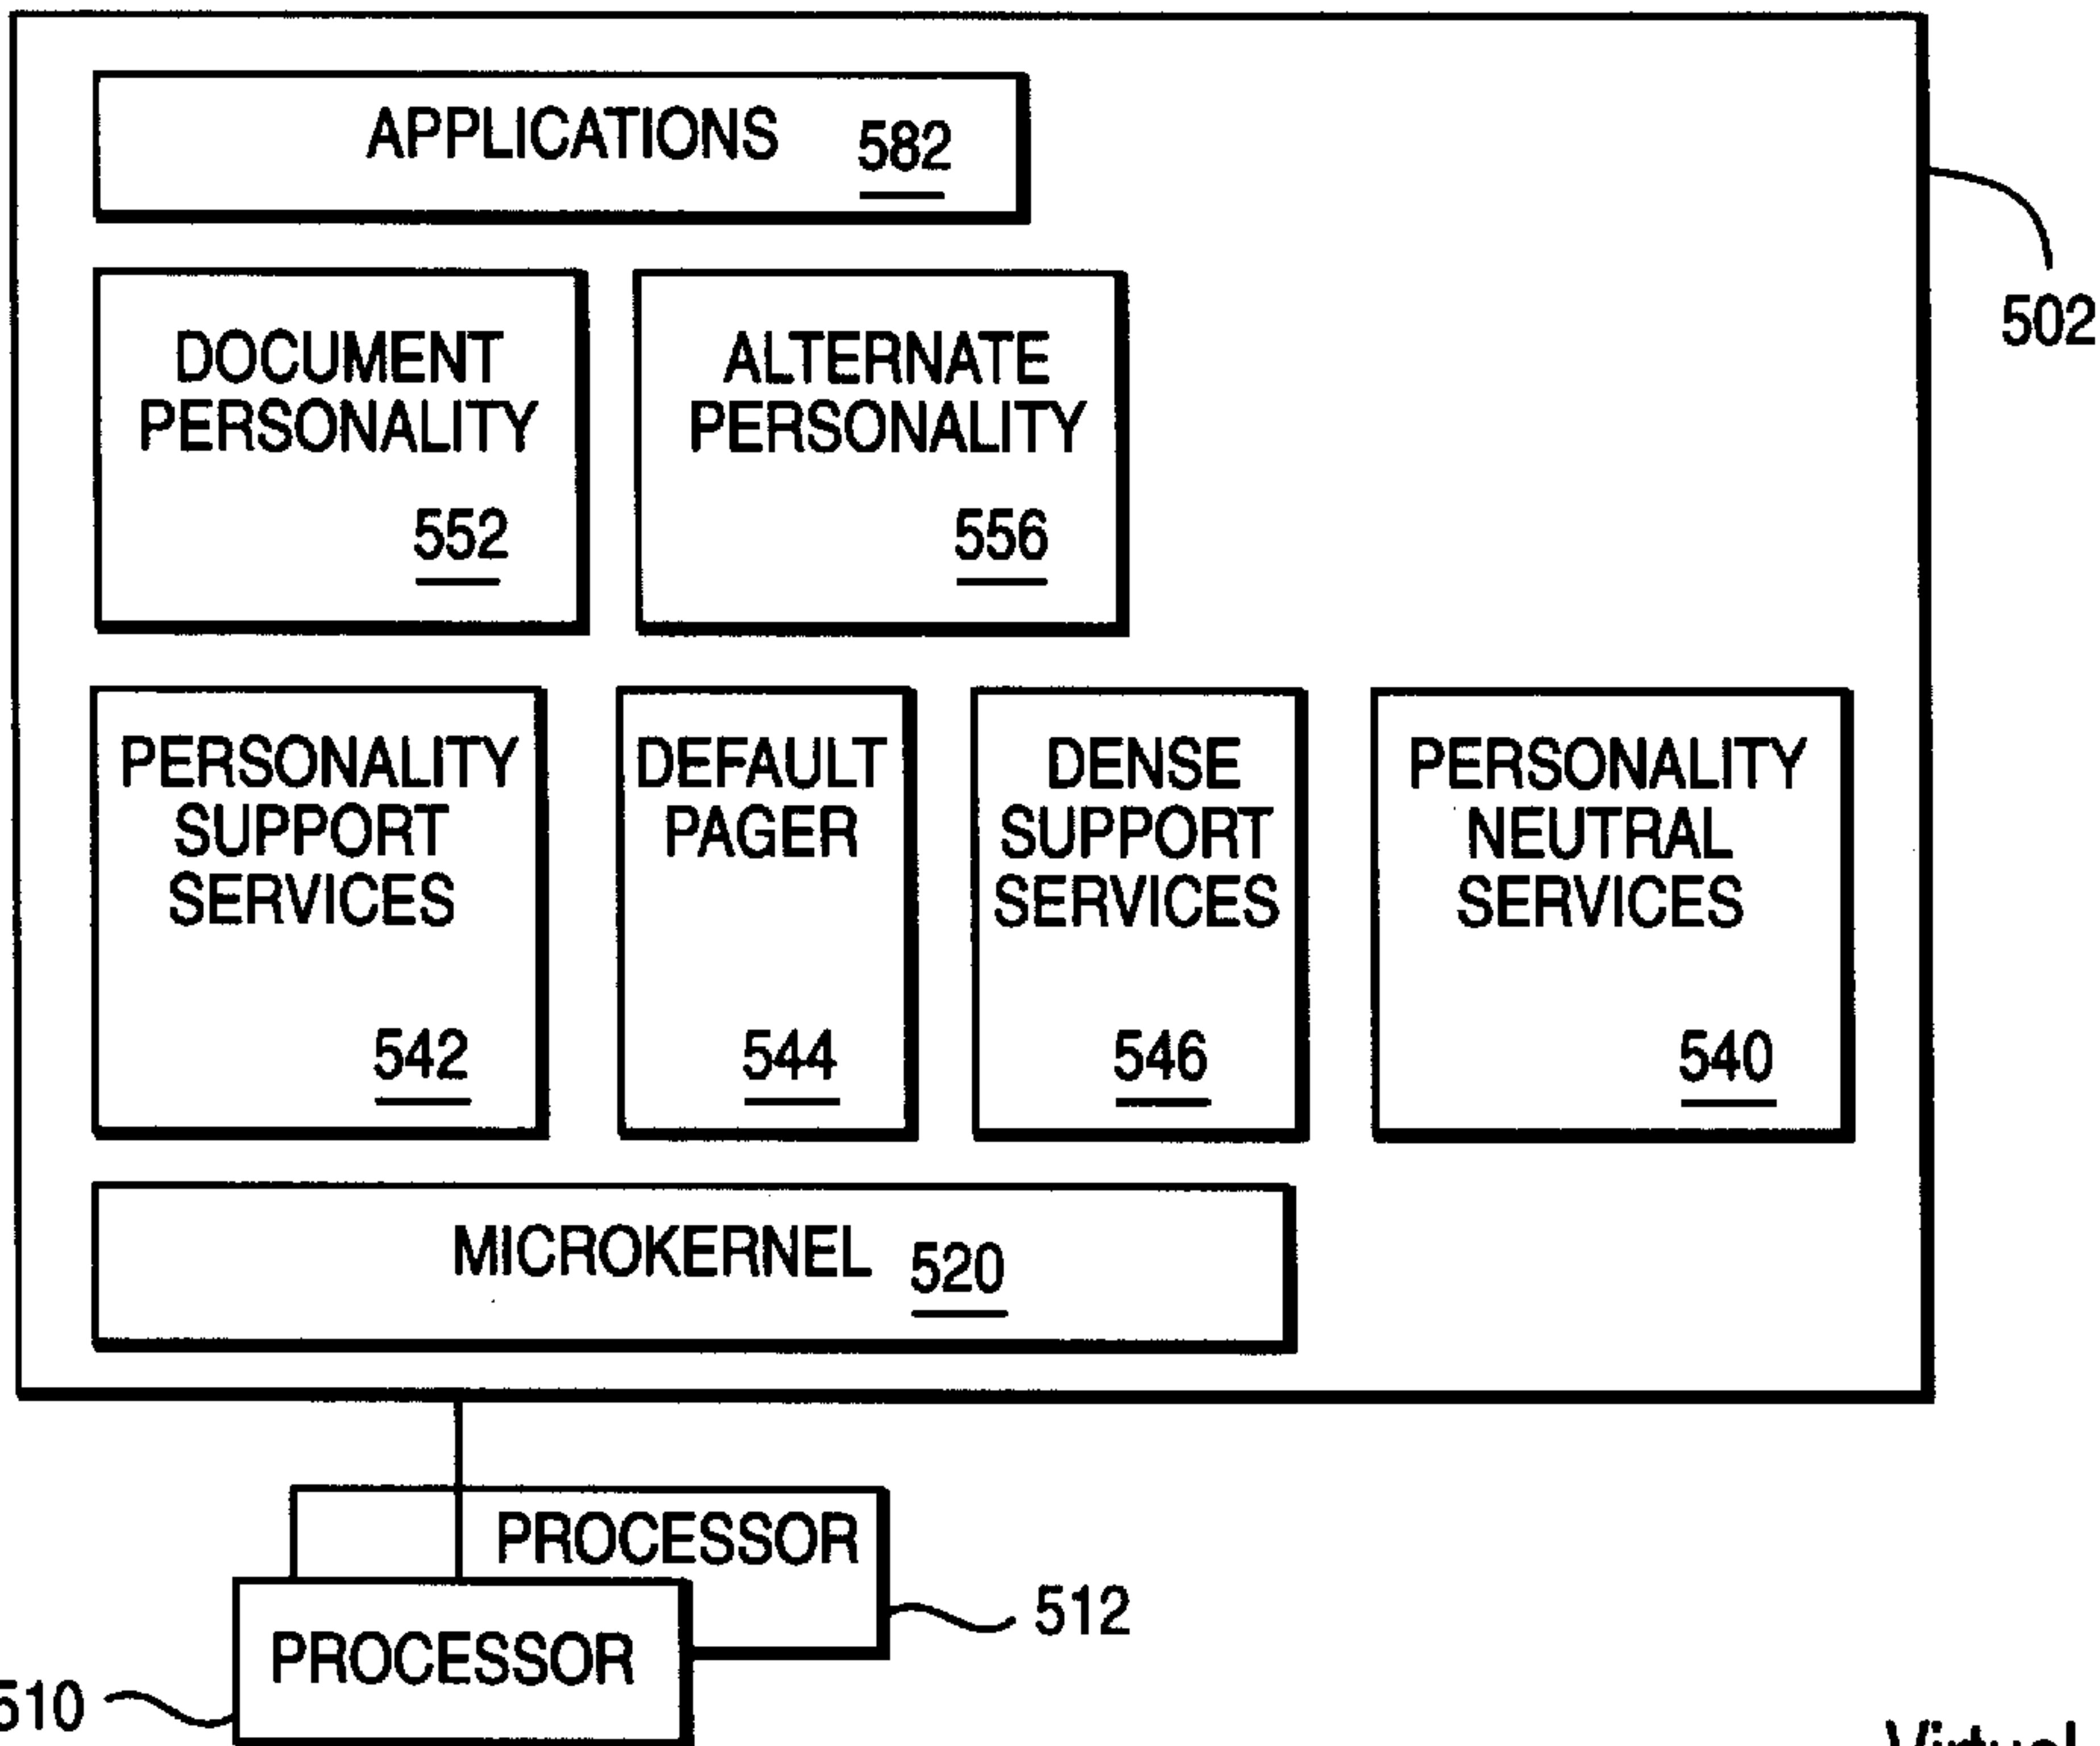 APPLICATIONS 582
502
DOCUMENT
PERSONALITY
552
ALTERNATE
PERSONALITY
556
PERSONALITY
SUPPORT
SERVICES
542
DEFAULT
PAGER
544
DENSE
SUPPORT
SERVICES
546
PERSONALITY
NEUTRAL
SERVICES
540
MICROKERNEL 520
PROCESSOR
512
PROCESSOR
510
Virtual